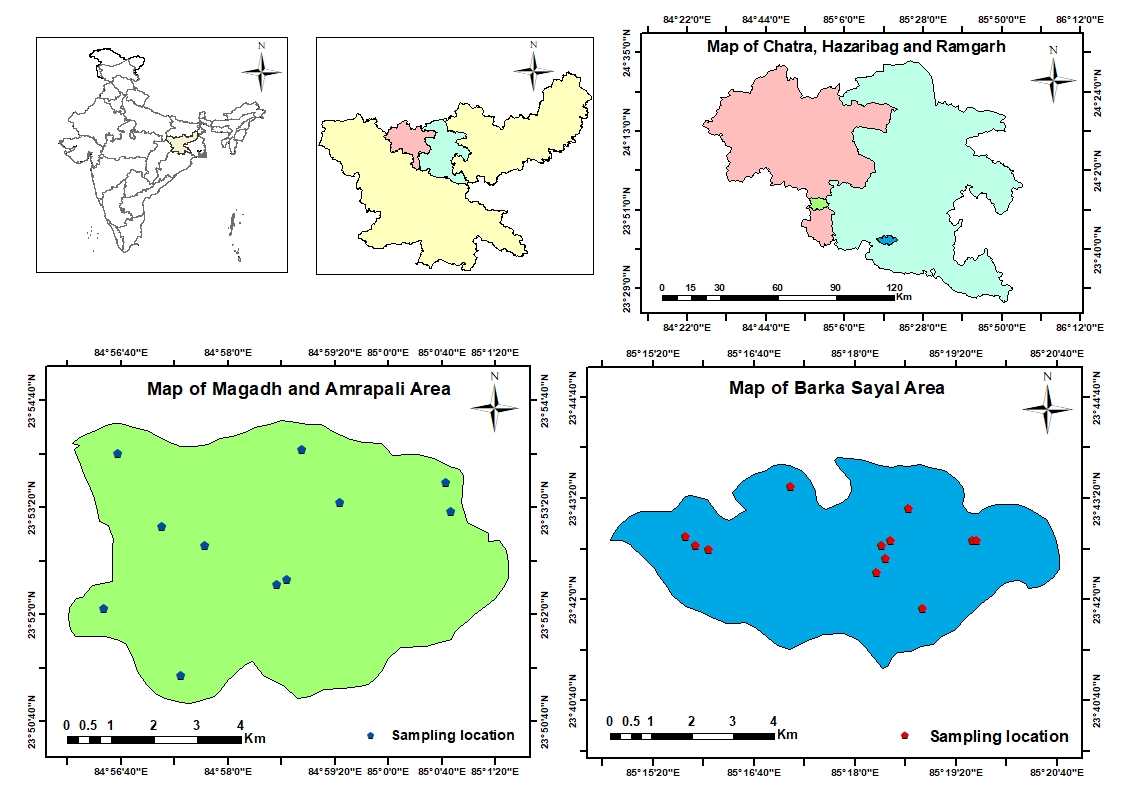 N
N
84°22'0"E 84°44'0"E 85°6'0"E 85°28'0"E 85°50'0"E 86°12'0"E
Map of Chatra, Hazaribag and Ramgarh
N
24°35'0"N
24°13'0"N
23°51'0"N
23°29'0"N
24°24'0"N
24°2'0"N
23°40'0"N
0 15 30 60 90 120
Km
84°22'0"E 84°44'0"E 85°6'0"E 85°28'0"E 85°50'0"E 86°12'0"E
84°56'40"E 84°58'0"E 84°59'20"E 85°0'0"E 85°0'40"E 85°1'20"E
Map of Magadh and Amrapali Area
N
23°54'40"N
23°53'20"N
23°52'0"N
23°50'40"N
23°54'40"N
23°53'20"N
23°52'0"N
23°50'40"N
0 0.5 1 2 3 4
Km
Sampling location
84°56'40"E 84°58'0"E 84°59'20"E 85°0'0"E 85°0'40"E 85°1'20"E
85°15'20"E 85°16'40"E 85°18'0"E 85°19'20"E 85°20'40"E
Map of Barka Sayal Area
N
23°44'40"N
23°43'20"N
23°42'0"N
23°40'40"N
23°44'40"N
23°43'20"N
23°42'0"N
23°40'40"N
0 0.5 1 2 3 4
Km
Sampling location
85°15'20"E 85°16'40"E 85°18'0"E 85°19'20"E 85°20'40"E